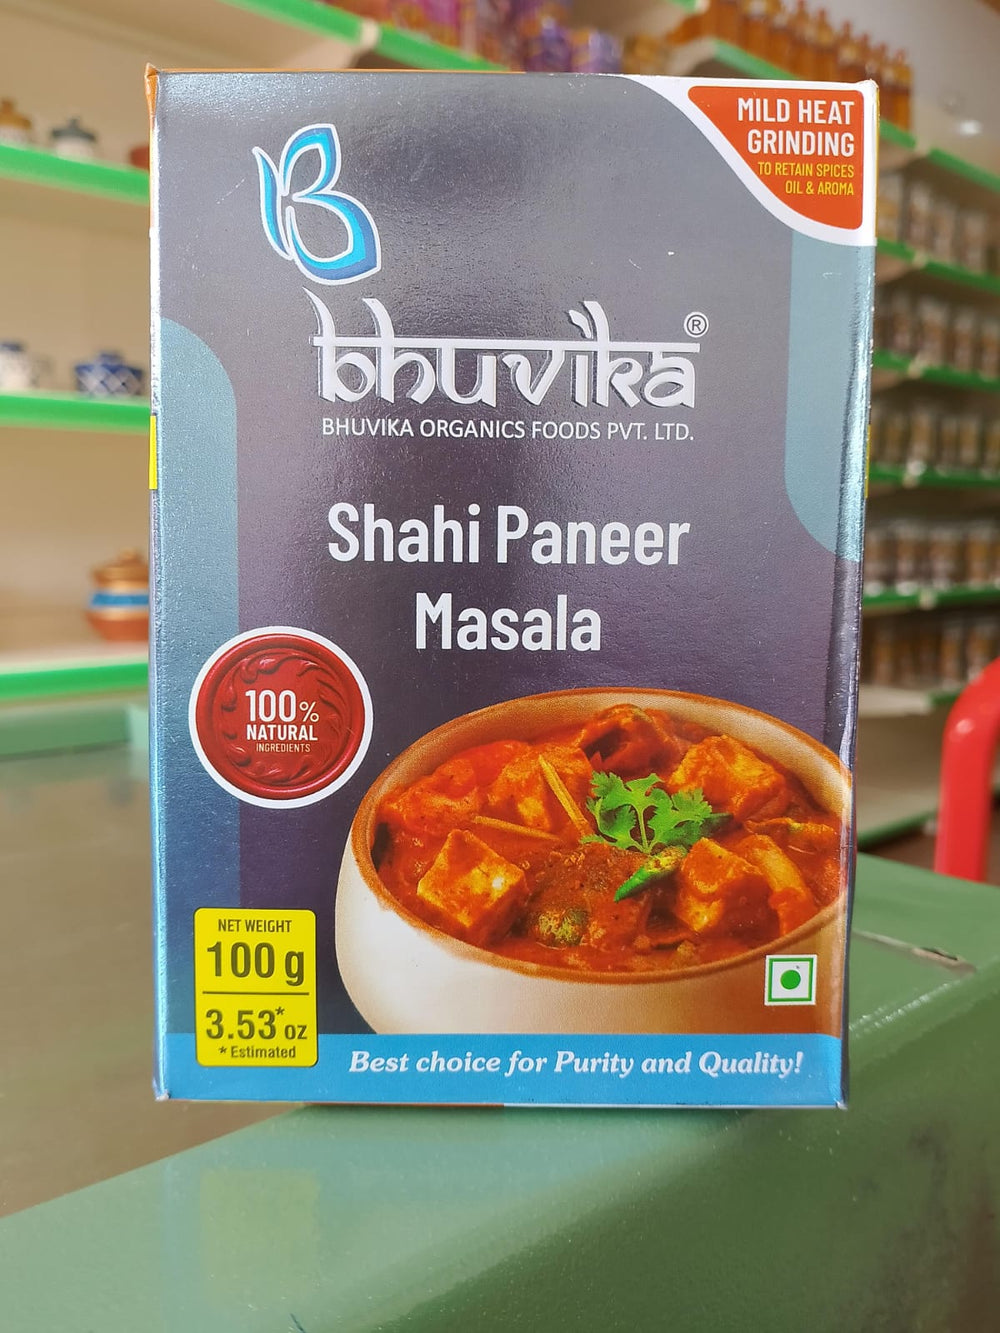 MILD HEAT
GRINDING
TO RETAIN SPICES
OIL & AROMA
B
bhuvika®
BHUVIKA ORGANICS FOODS PVT. LTD.
Shahi Paneer
Masala
100%
NATURAL
INGREDIENTS
NET WEIGHT
100 g
3.53* oz
* Estimated
Best choice for Purity and Quality!